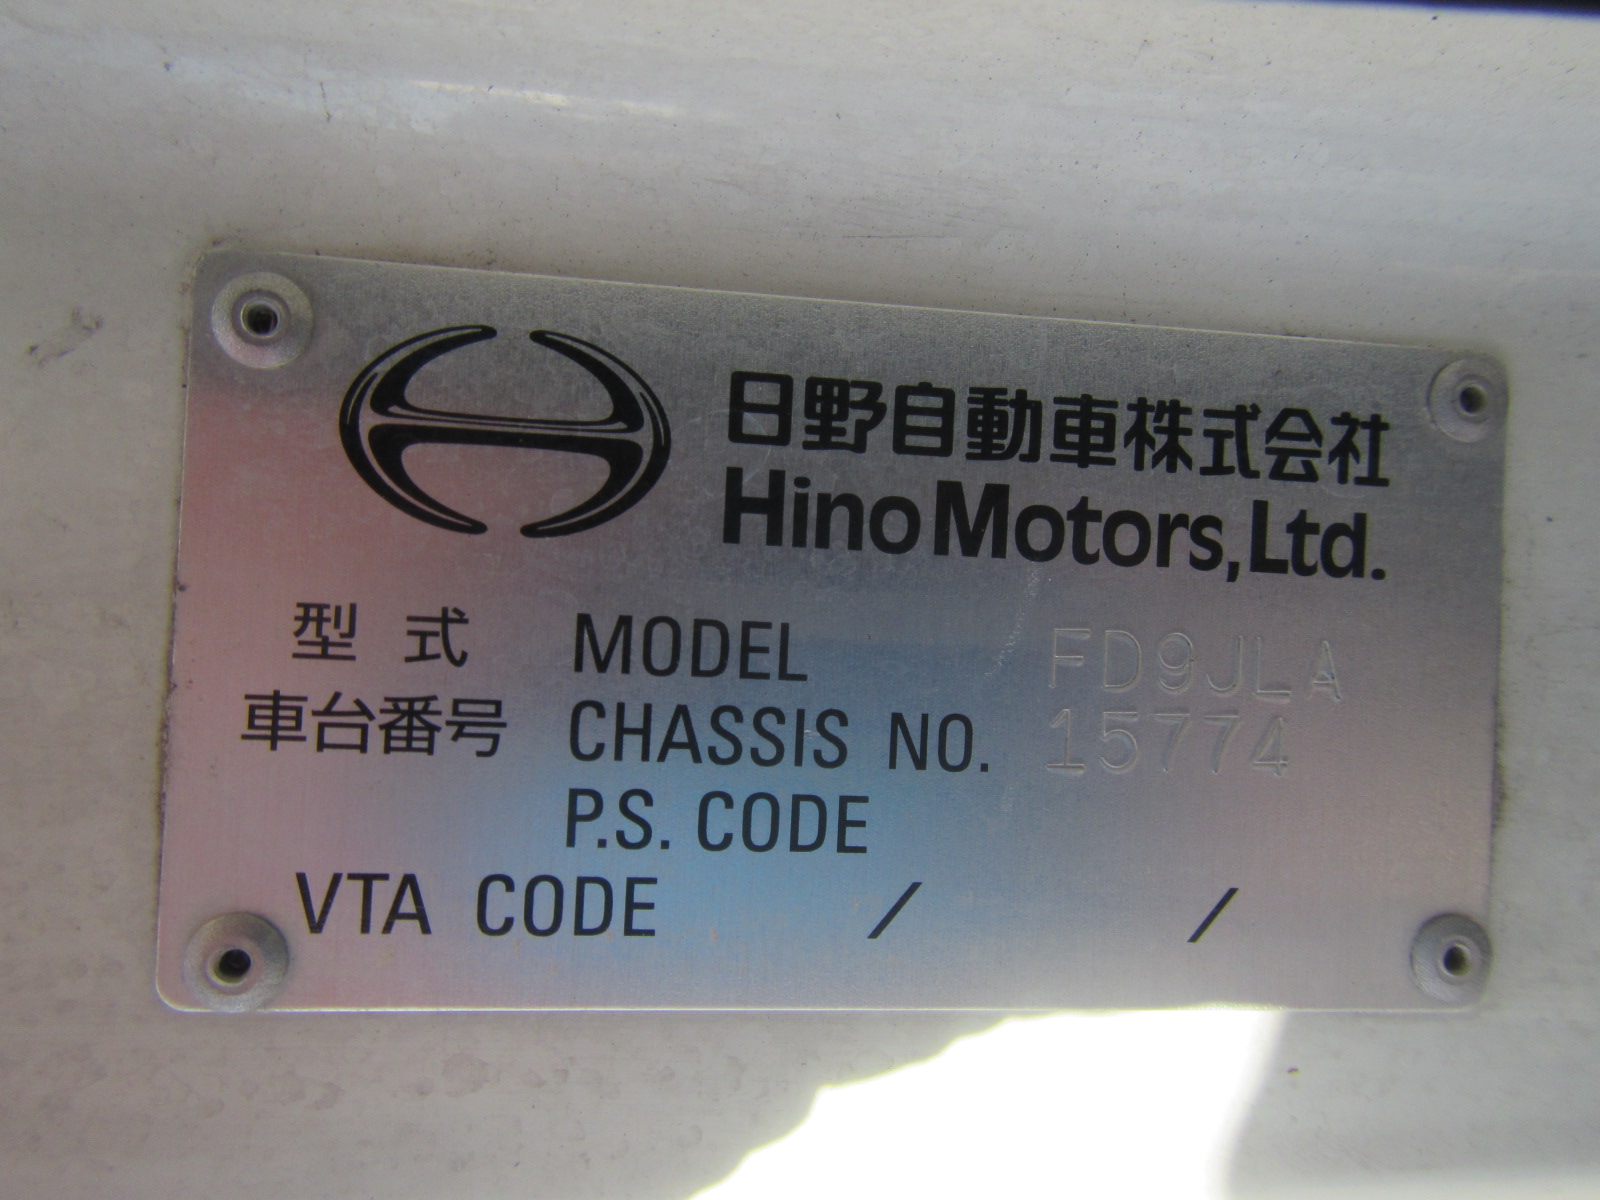 日野自動車株式会社
Hino Motors, Ltd.
型 式 MODEL FD9JLA
車台番号 CHASSIS NO. 15774
P.S. CODE
VTA CODE / /